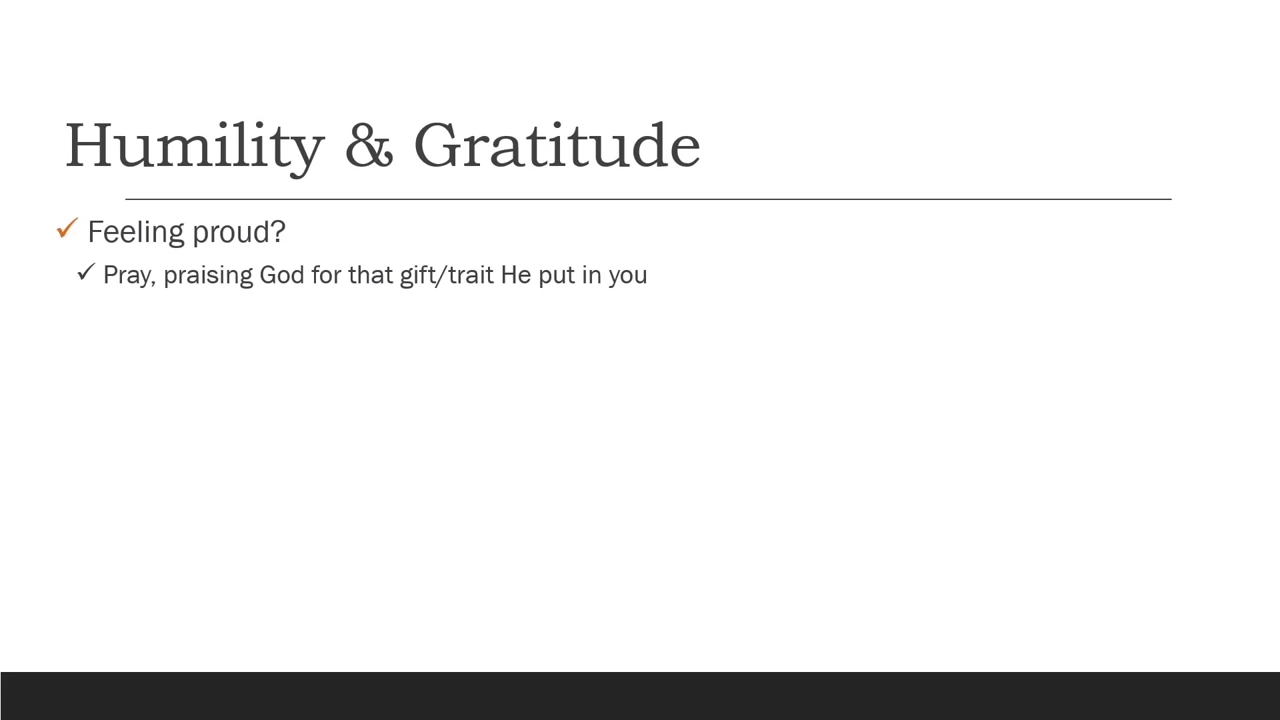 Humility & Gratitude
✓ Feeling proud?
✓ Pray, praising God for that gift/trait He put in you